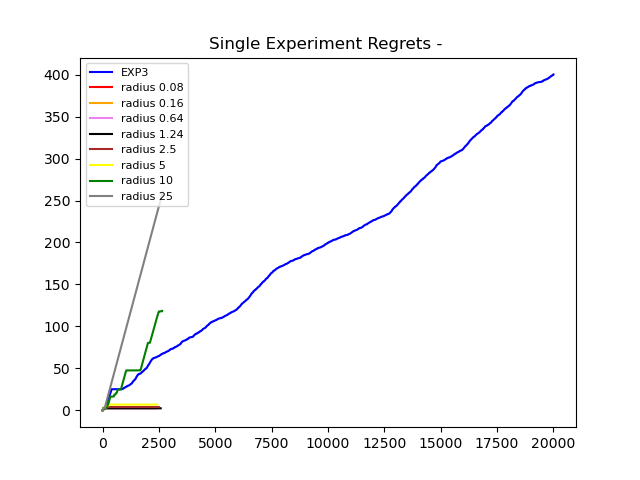 Single Experiment Regrets -
EXP3
radius 0.08
radius 0.16
radius 0.64
radius 1.24
radius 2.5
radius 5
radius 10
radius 25
400
350
300
250
200
150
100
50
0
0 2500 5000 7500 10000 12500 15000 17500 20000